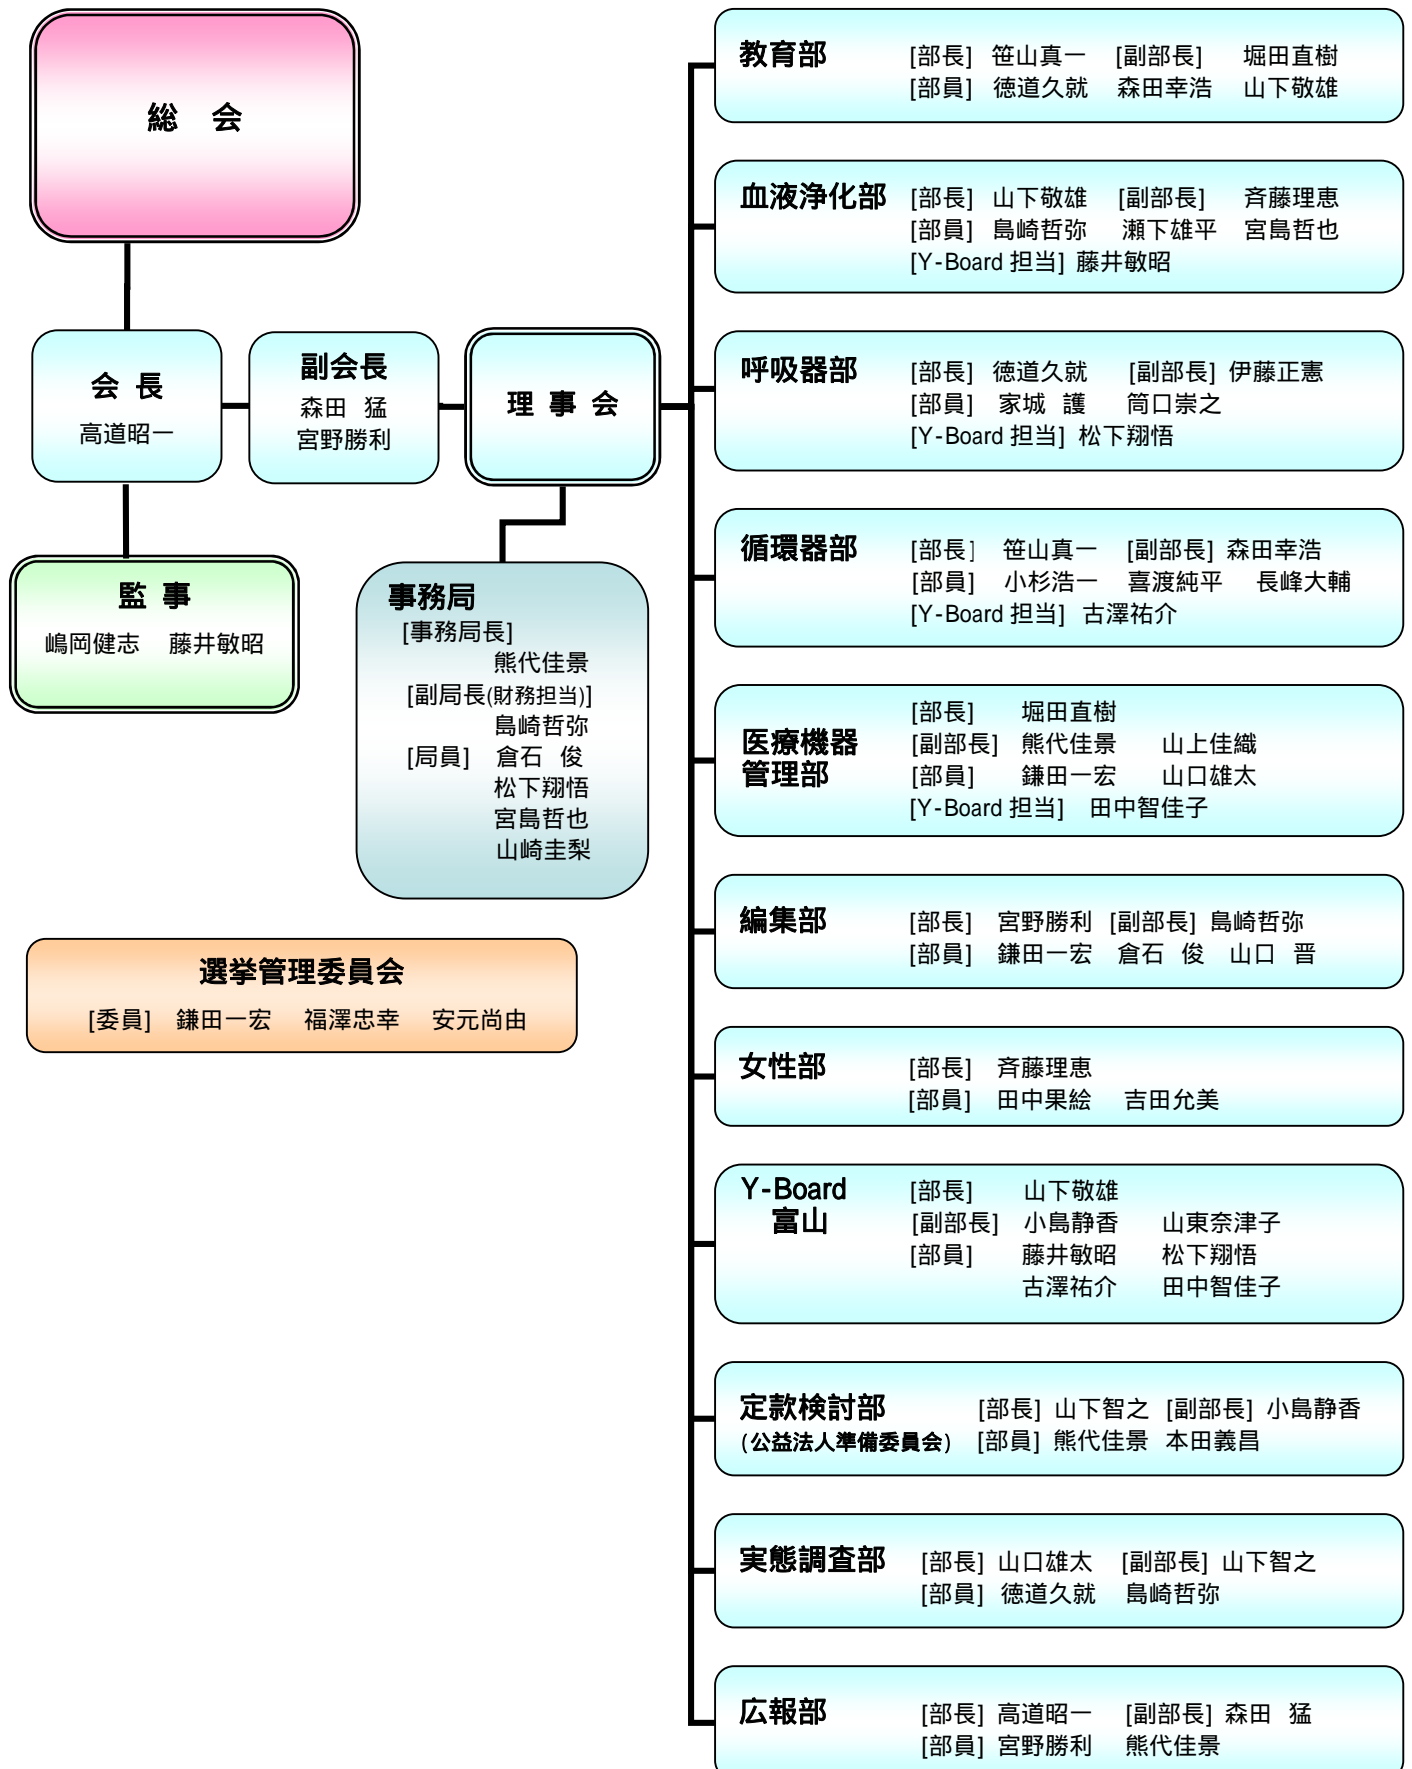 総 会
会 長
高道昭一
副会長
森田 猛
宮野勝利
理 事 会
監 事
嶋岡健志 藤井敏昭
事務局
[事務局長]
熊代佳景
[副局長(財務担当)]
島崎哲弥
[局員] 倉石 俊
松下翔悟
宮島哲也
山崎圭梨
選挙管理委員会
[委員] 鎌田一宏 福澤忠幸 安元尚由
教育部 [部長] 笹山真一 [副部長] 堀田直樹
[部員] 徳道久就 森田幸浩 山下敬雄
血液浄化部 [部長] 山下敬雄 [副部長] 斉藤理恵
[部員] 島崎哲弥 瀬下雄平 宮島哲也
[Y-Board 担当] 藤井敏昭
呼吸器部 [部長] 徳道久就 [副部長] 伊藤正憲
[部員] 家城 護 筒口崇之
[Y-Board 担当] 松下翔悟
循環器部 [部長] 笹山真一 [副部長] 森田幸浩
[部員] 小杉浩一 喜渡純平 長峰大輔
[Y-Board 担当] 古澤祐介
医療機器
管理部
[部長] 堀田直樹
[副部長] 熊代佳景 山上佳織
[部員] 鎌田一宏 山口雄太
[Y-Board 担当] 田中智佳子
編集部 [部長] 宮野勝利 [副部長] 島崎哲弥
[部員] 鎌田一宏 倉石 俊 山口 晋
女性部 [部長] 斉藤理恵
[部員] 田中果絵 吉田允美
Y-Board
富山
[部長] 山下敬雄
[副部長] 小島静香 山東奈津子
[部員] 藤井敏昭 松下翔悟
古澤祐介 田中智佳子
定款検討部 [部長] 山下智之 [副部長] 小島静香
(公益法人準備委員会) [部員] 熊代佳景 本田義昌
実態調査部 [部長] 山口雄太 [副部長] 山下智之
[部員] 徳道久就 島崎哲弥
広報部 [部長] 高道昭一 [副部長] 森田 猛
[部員] 宮野勝利 熊代佳景